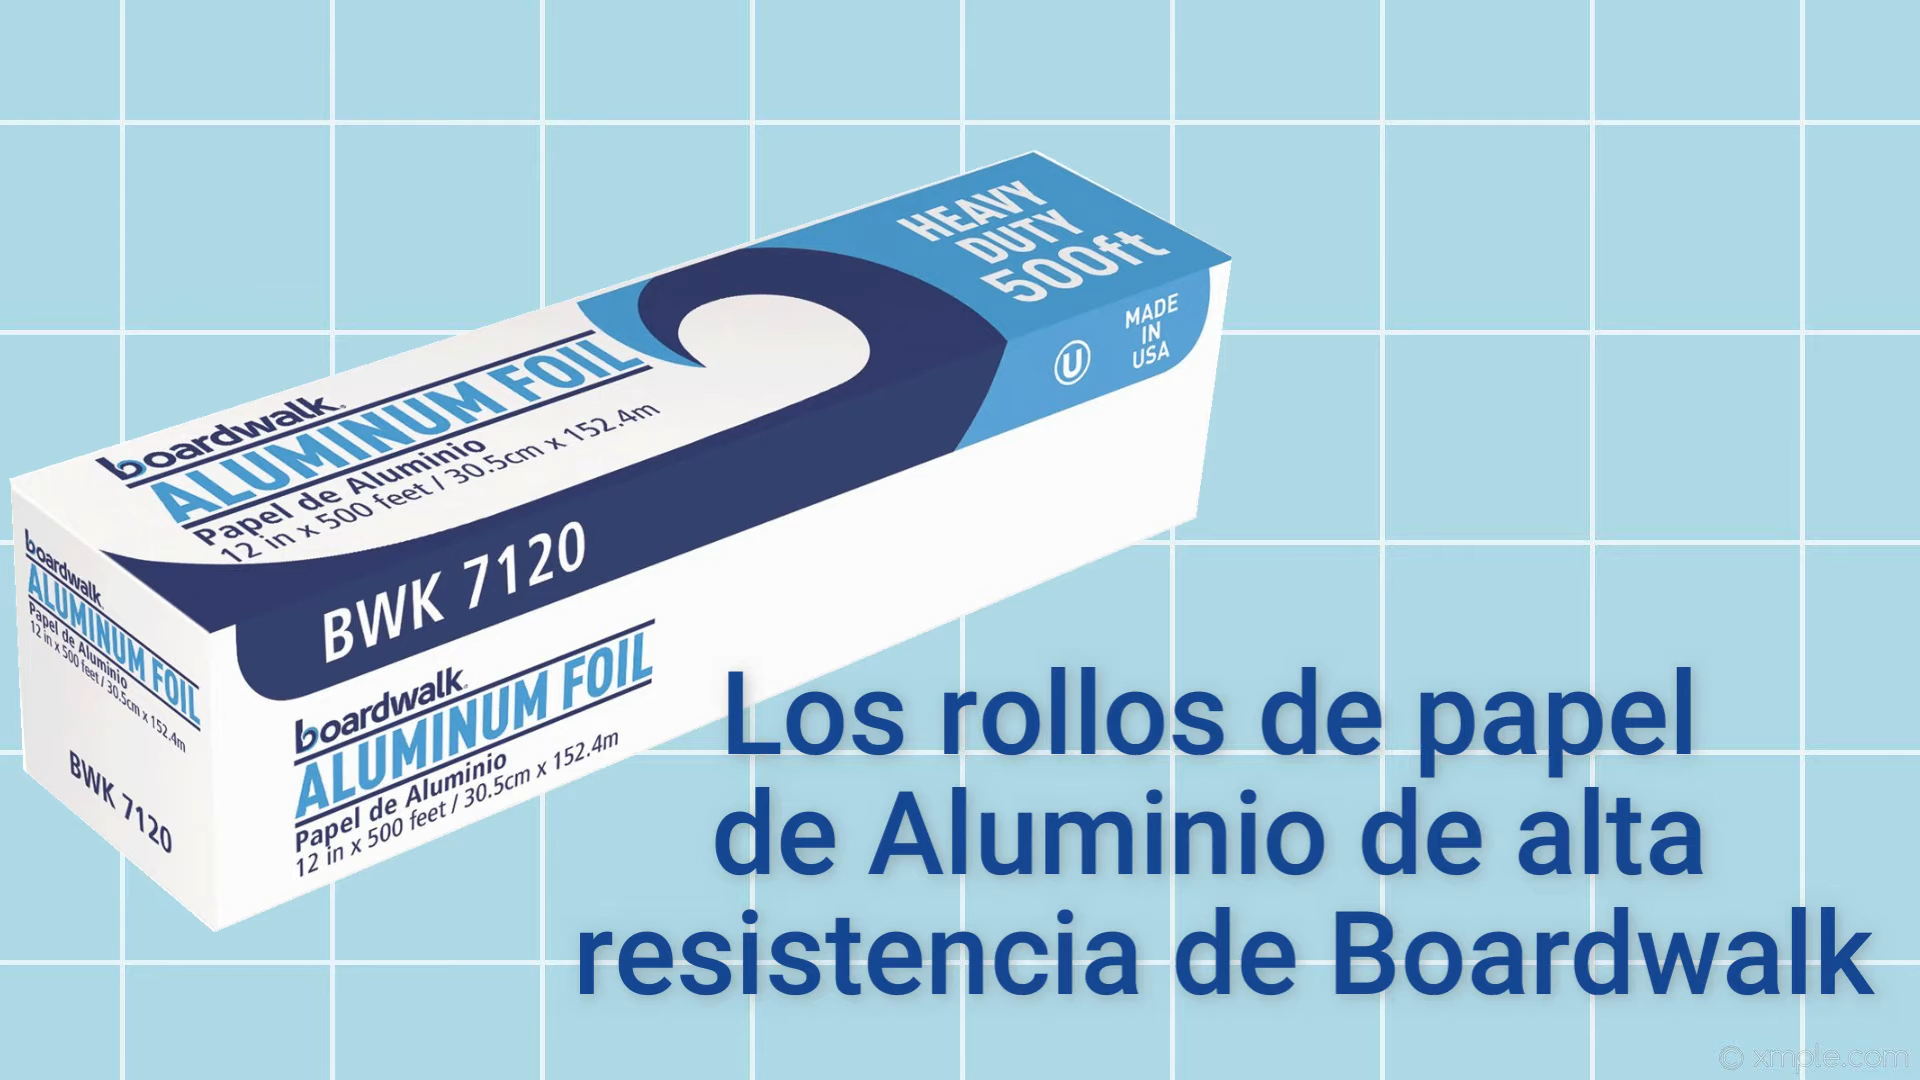 HEAVY
DUTY
500ft
MADE
IN
USA
U
boardwalk
ALUMINUM FOIL
Papel de Aluminio
12 in x 500 feet / 30.5cm x 152.4m
BWK 7120
boardwalk
ALUMINUM FOIL
Papel de Aluminio
12 in x 500 feet / 30.5cm x 152.4m
BWK 7120
boardwalk
ALUMINUM FOIL
Papel de Aluminio
12 in x 500 feet / 30.5cm x 152.4m
Los rollos de papel
de Aluminio de alta
resistencia de Boardwalk
© xmple.com